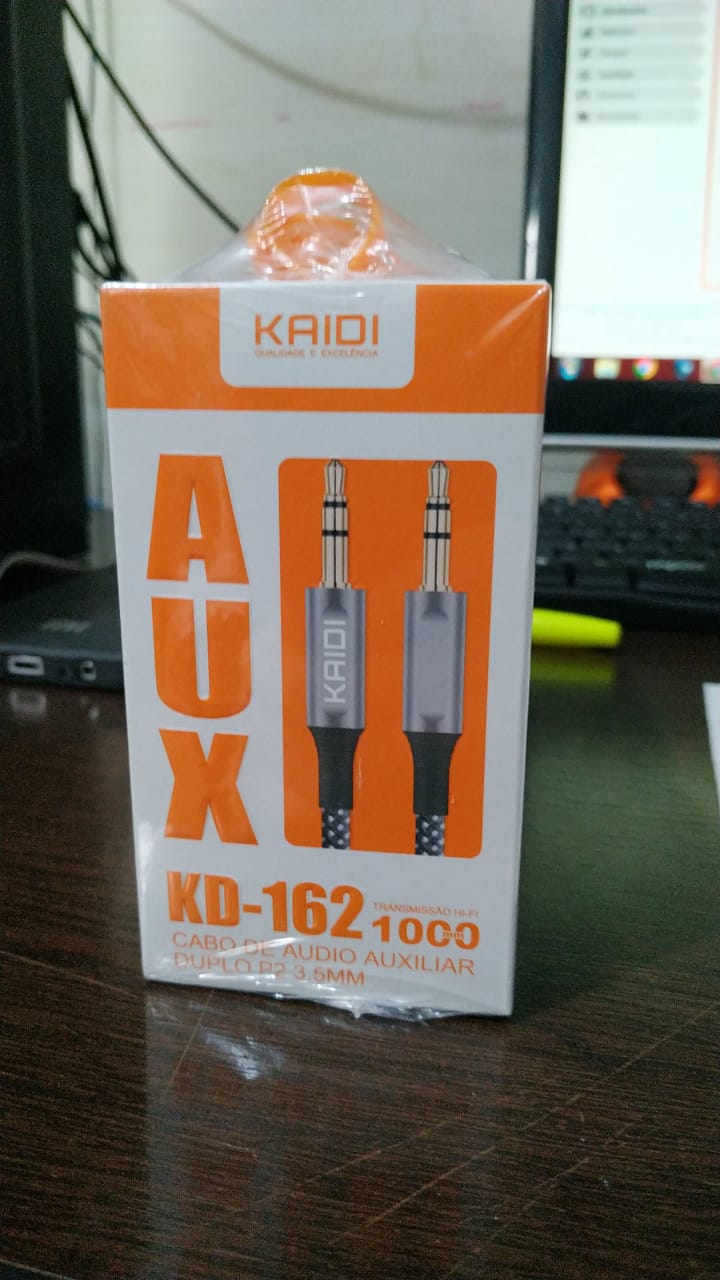 KAIDI
QUALIDADE E EXCELÊNCIA
AUX
KAIDI
KD-162
TRANSMISSÃO HI-FI
1000
mm
CABO DE AUDIO AUXILIAR
DUPLO P2 3.5MM